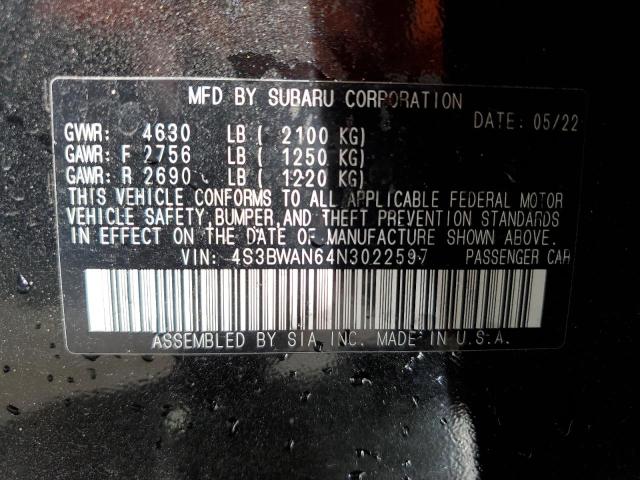 MFD BY SUBARU CORPORATION
DATE: 05/22
GVWR: 4630 LB ( 2100 KG)
GAWR: F 2756 LB ( 1250 KG)
GAWR: R 2690 LB ( 1220 KG)
THIS VEHICLE CONFORMS TO ALL APPLICABLE FEDERAL MOTOR
VEHICLE SAFETY, BUMPER, AND THEFT PREVENTION STANDARDS
IN EFFECT ON THE DATE OF MANUFACTURE SHOWN ABOVE.
VIN: 4S3BWAN64N3022597 PASSENGER CAR
ASSEMBLED BY SIA, INC. MADE IN U.S.A.